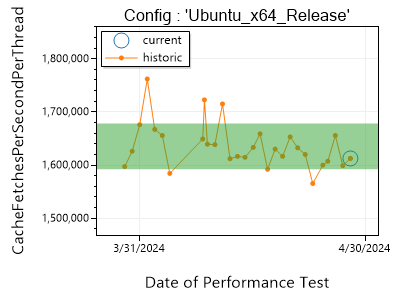 Config : 'Ubuntu_x64_Release'
CacheFetchesPerSecondPerThread
current
historic
1,800,000
1,700,000
1,600,000
1,500,000
3/31/2024
4/30/2024
Date of Performance Test